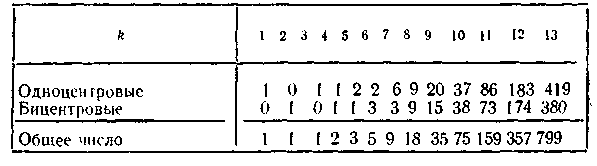 k 1 2 3 4 5 6 7 8 9 10 11 12 13
Одноцентровые 1 0 1 1 2 2 6 9 20 37 86 183 419
Бицентровые 0 1 0 1 1 3 3 9 15 38 73 174 380
Общее число 1 1 1 2 3 5 9 18 35 75 159 357 799